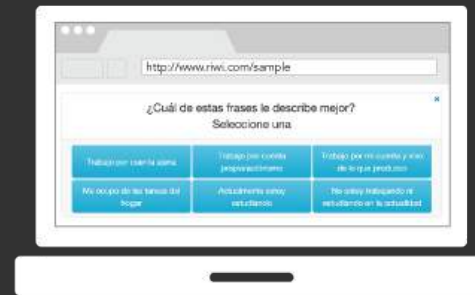 http://www.riwi.com/sample
¿Cuál de estas frases le describe mejor?
Seleccione una
Trabajo por cuenta ajena
Trabajo por cuenta
propia/autónomo
Trabajo por mi cuenta y vivo
de lo que produzco
Me ocupo de las tareas del
hogar
Actualmente estoy
estudiando
No estoy trabajando ni
estudiando en la actualidad